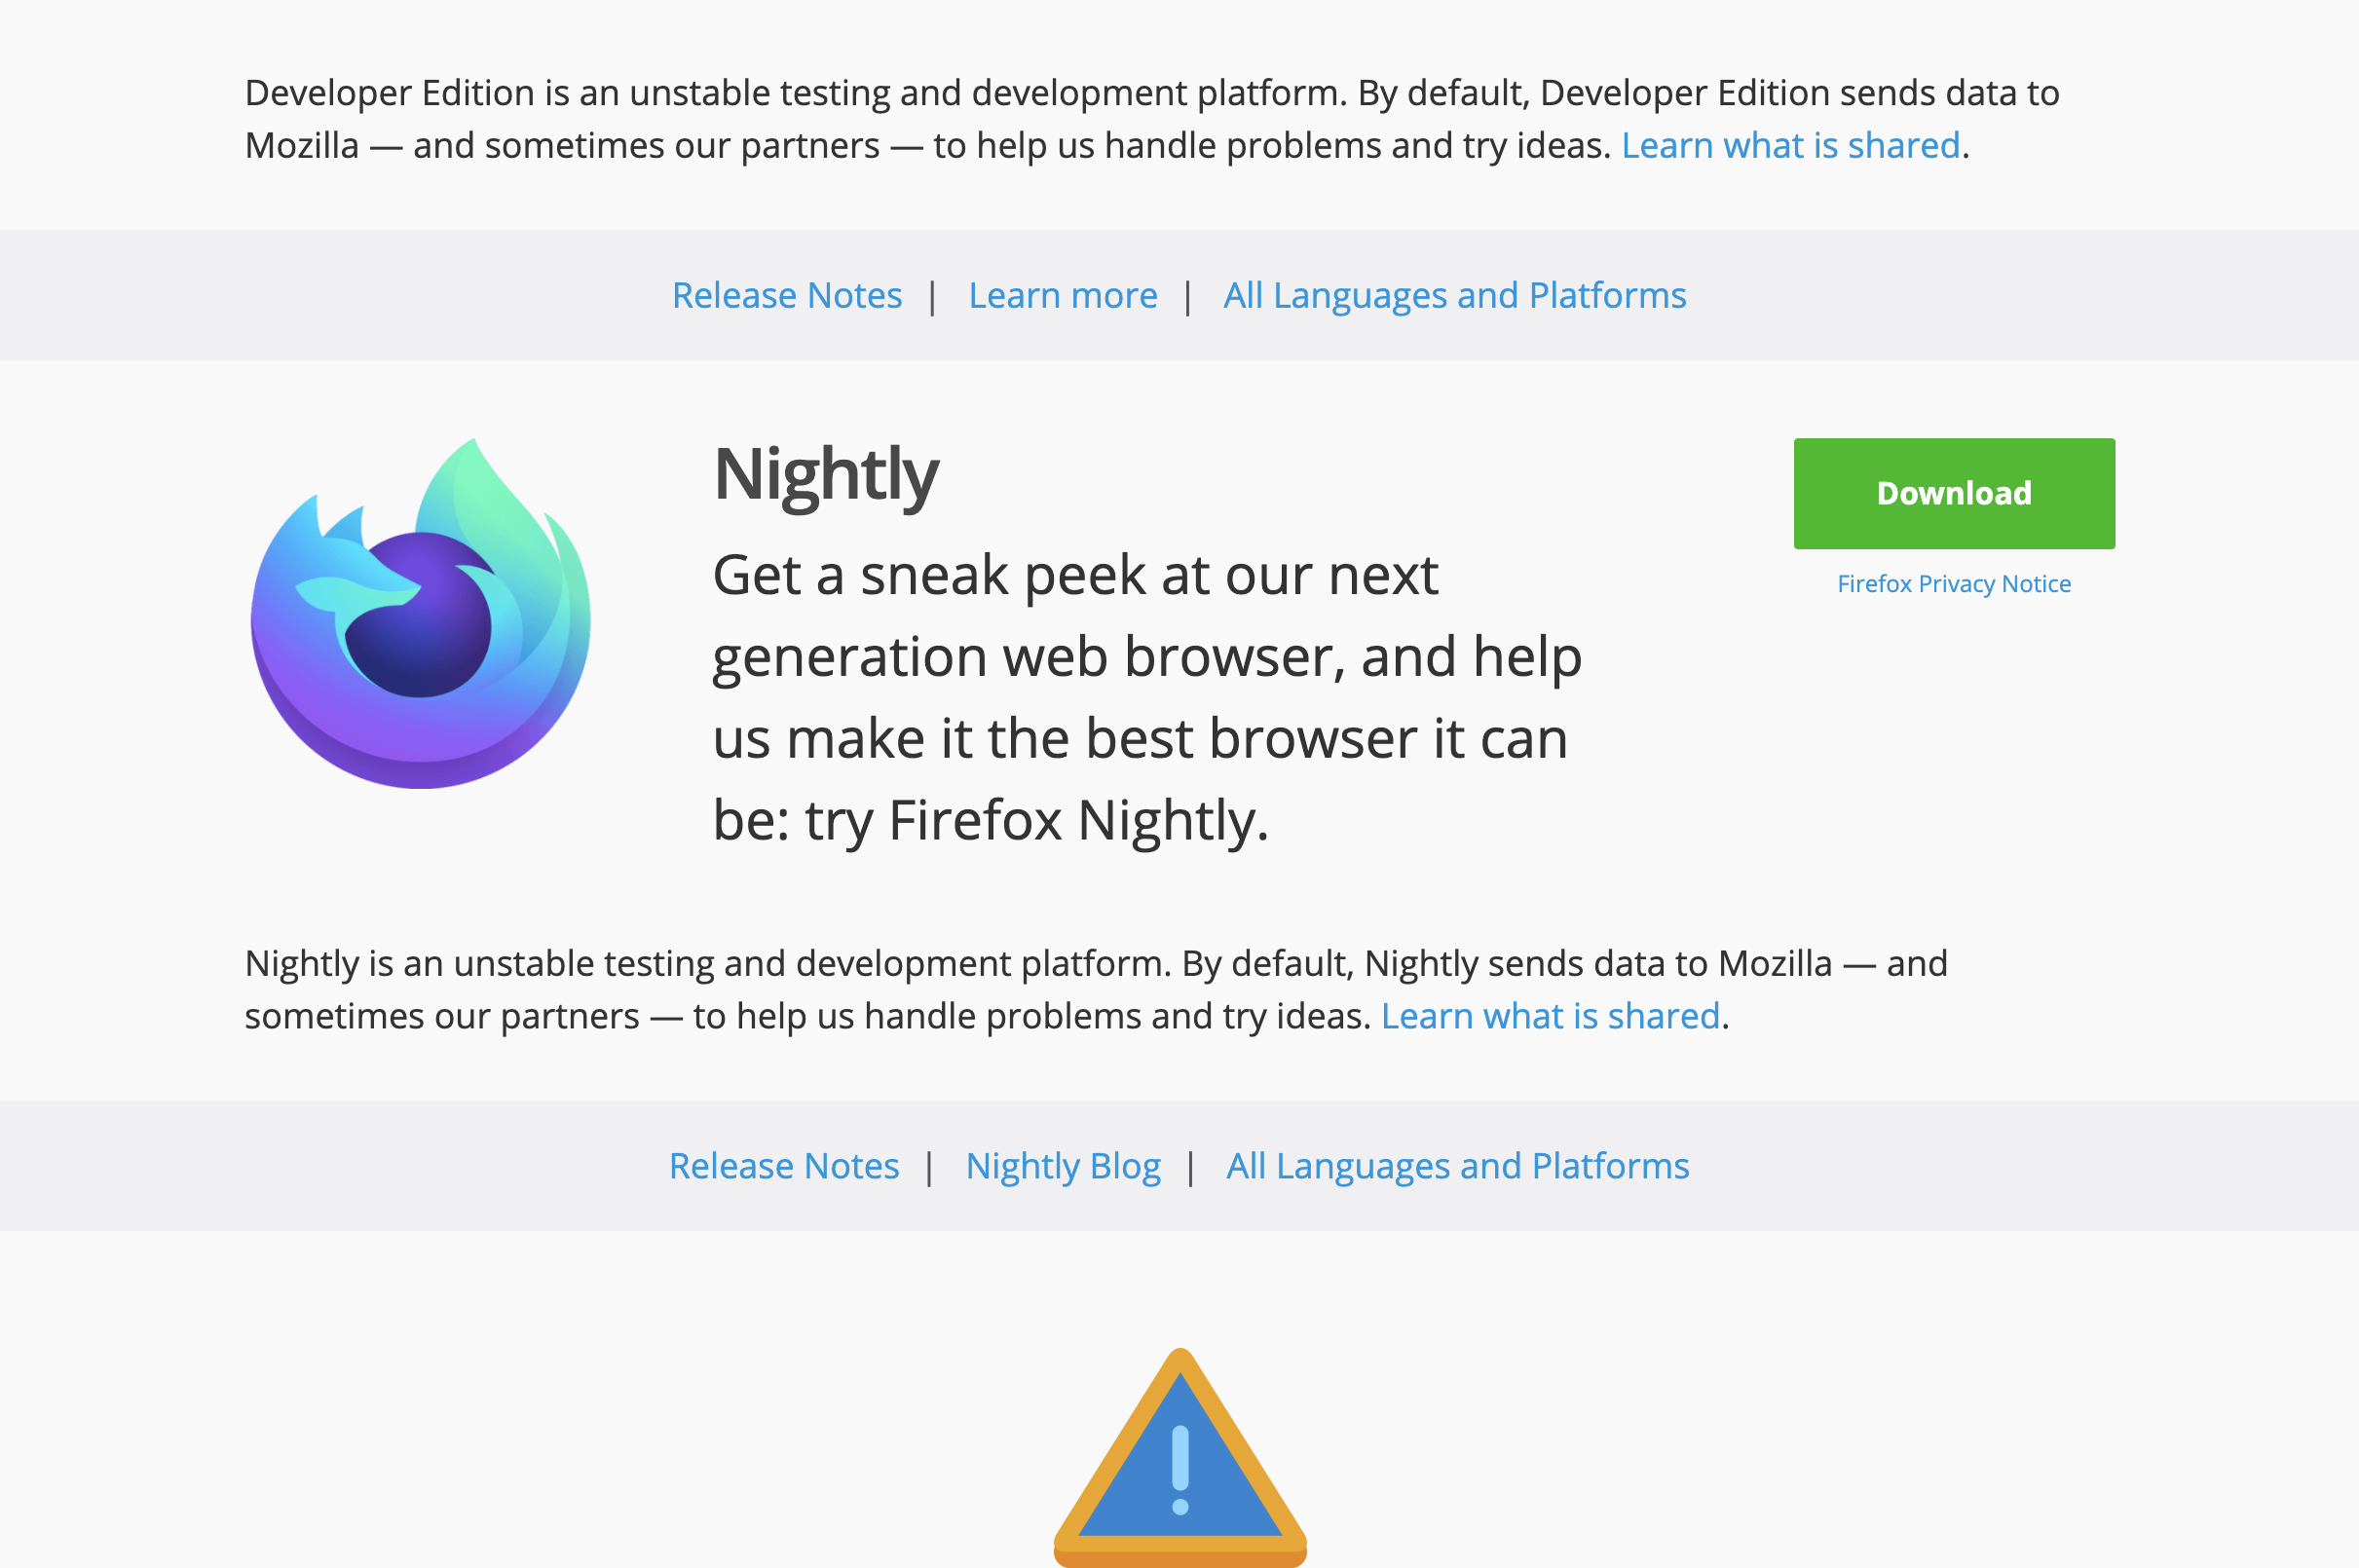 Developer Edition is an unstable testing and development platform. By default, Developer Edition sends data to
Mozilla — and sometimes our partners — to help us handle problems and try ideas. Learn what is shared.
Release Notes | Learn more | All Languages and Platforms
Nightly
Get a sneak peek at our next
generation web browser, and help
us make it the best browser it can
be: try Firefox Nightly.
Download
Firefox Privacy Notice
Nightly is an unstable testing and development platform. By default, Nightly sends data to Mozilla — and
sometimes our partners — to help us handle problems and try ideas. Learn what is shared.
Release Notes | Nightly Blog | All Languages and Platforms